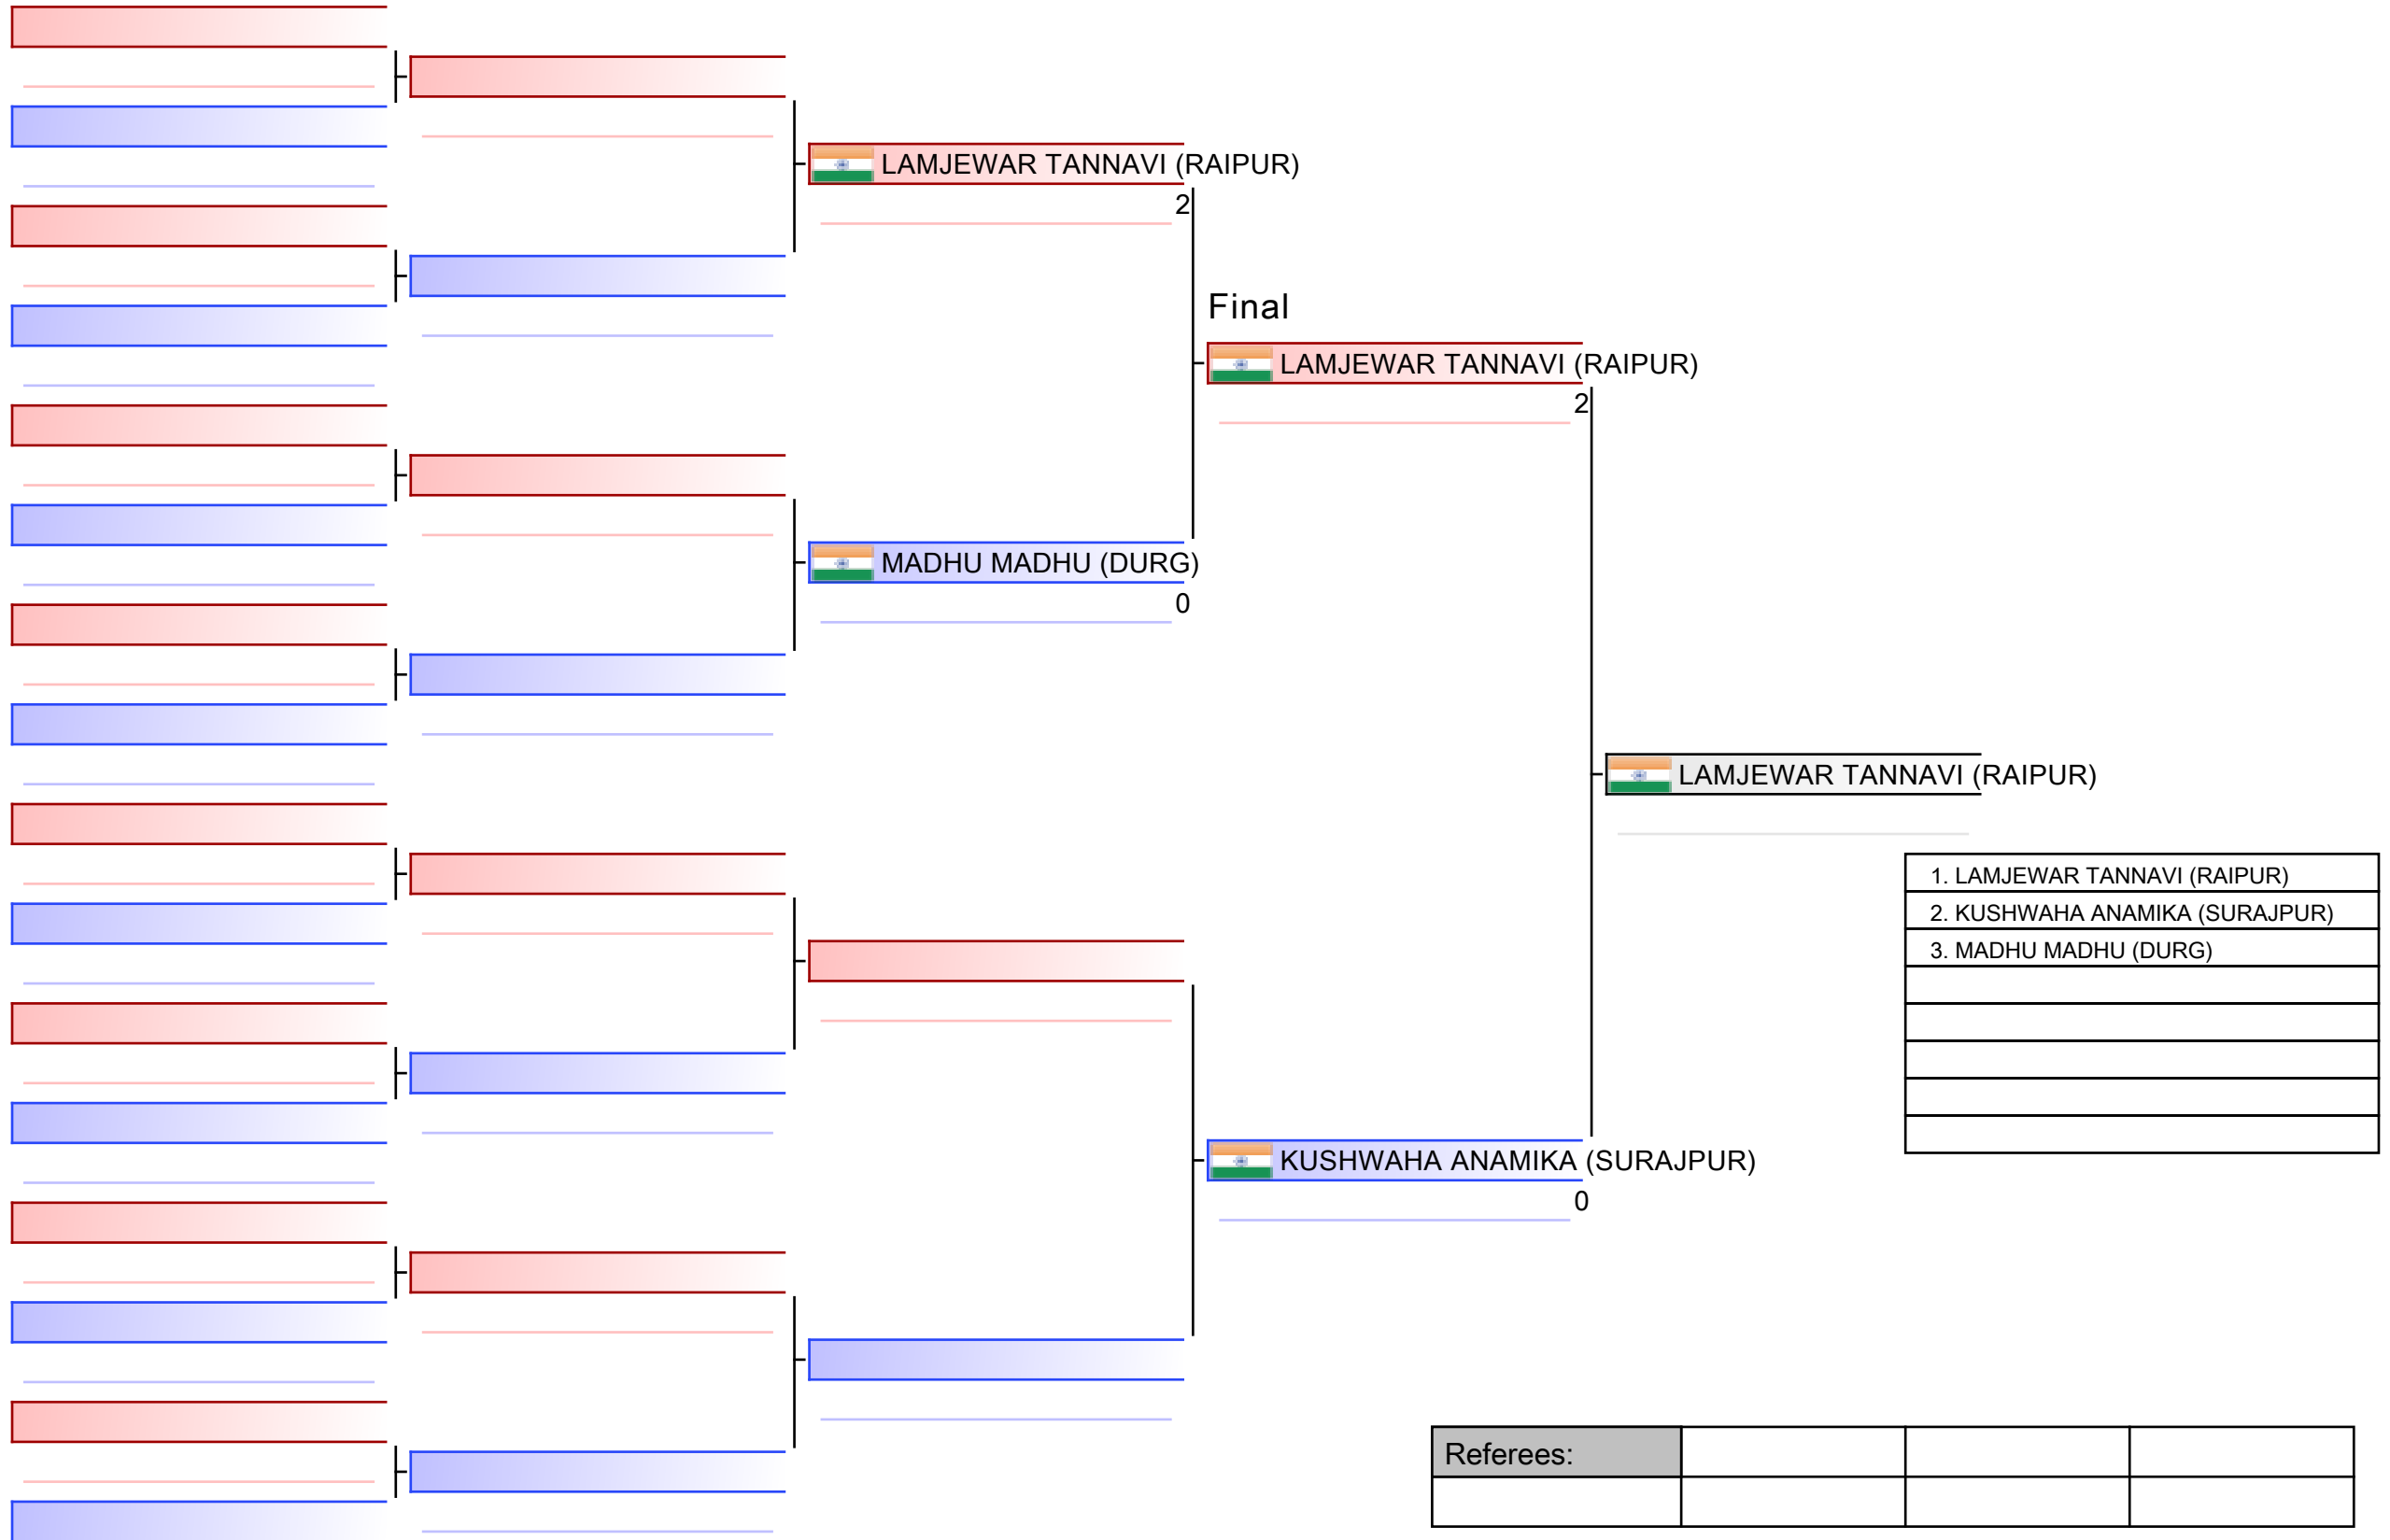 LAMJEWAR TANNAVI (RAIPUR)
2
Final
LAMJEWAR TANNAVI (RAIPUR)
2
MADHU MADHU (DURG)
0
LAMJEWAR TANNAVI (RAIPUR)
1. LAMJEWAR TANNAVI (RAIPUR)
2. KUSHWAHA ANAMIKA (SURAJPUR)
3. MADHU MADHU (DURG)
KUSHWAHA ANAMIKA (SURAJPUR)
0
Referees: